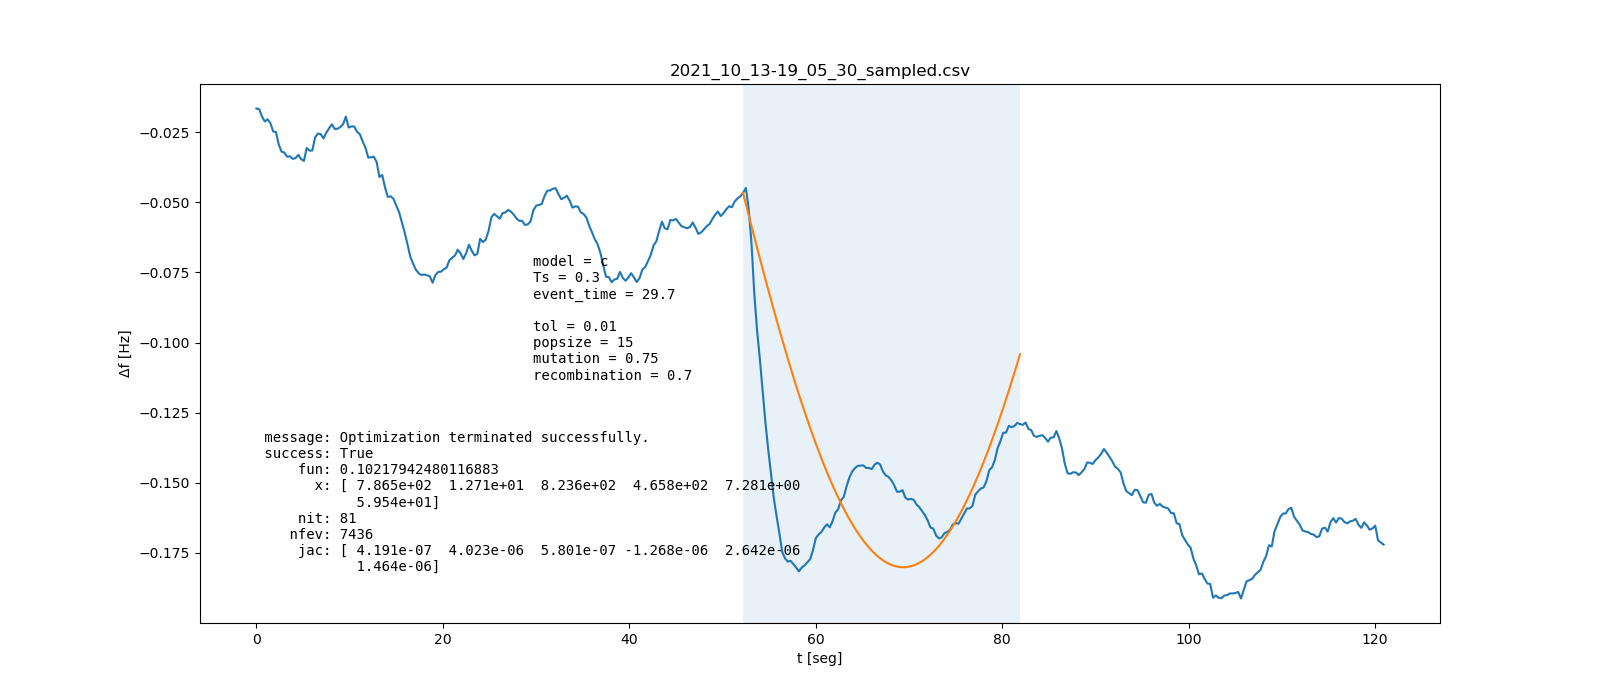 2021_10_13-19_05_30_sampled.csv
Δf [Hz]
−0.025
−0.050
−0.075
−0.100
−0.125
−0.150
−0.175
model = c
Ts = 0.3
event_time = 29.7
tol = 0.01
popsize = 15
mutation = 0.75
recombination = 0.7
message: Optimization terminated successfully.
success: True
fun: 0.10217942480116883
x: [ 7.865e+02  1.271e+01  8.236e+02  4.658e+02  7.281e+00
5.954e+01]
nit: 81
nfev: 7436
jac: [ 4.191e-07  4.023e-06  5.801e-07 -1.268e-06  2.642e-06
1.464e-06]
0 20 40 60 80 100 120
t [seg]